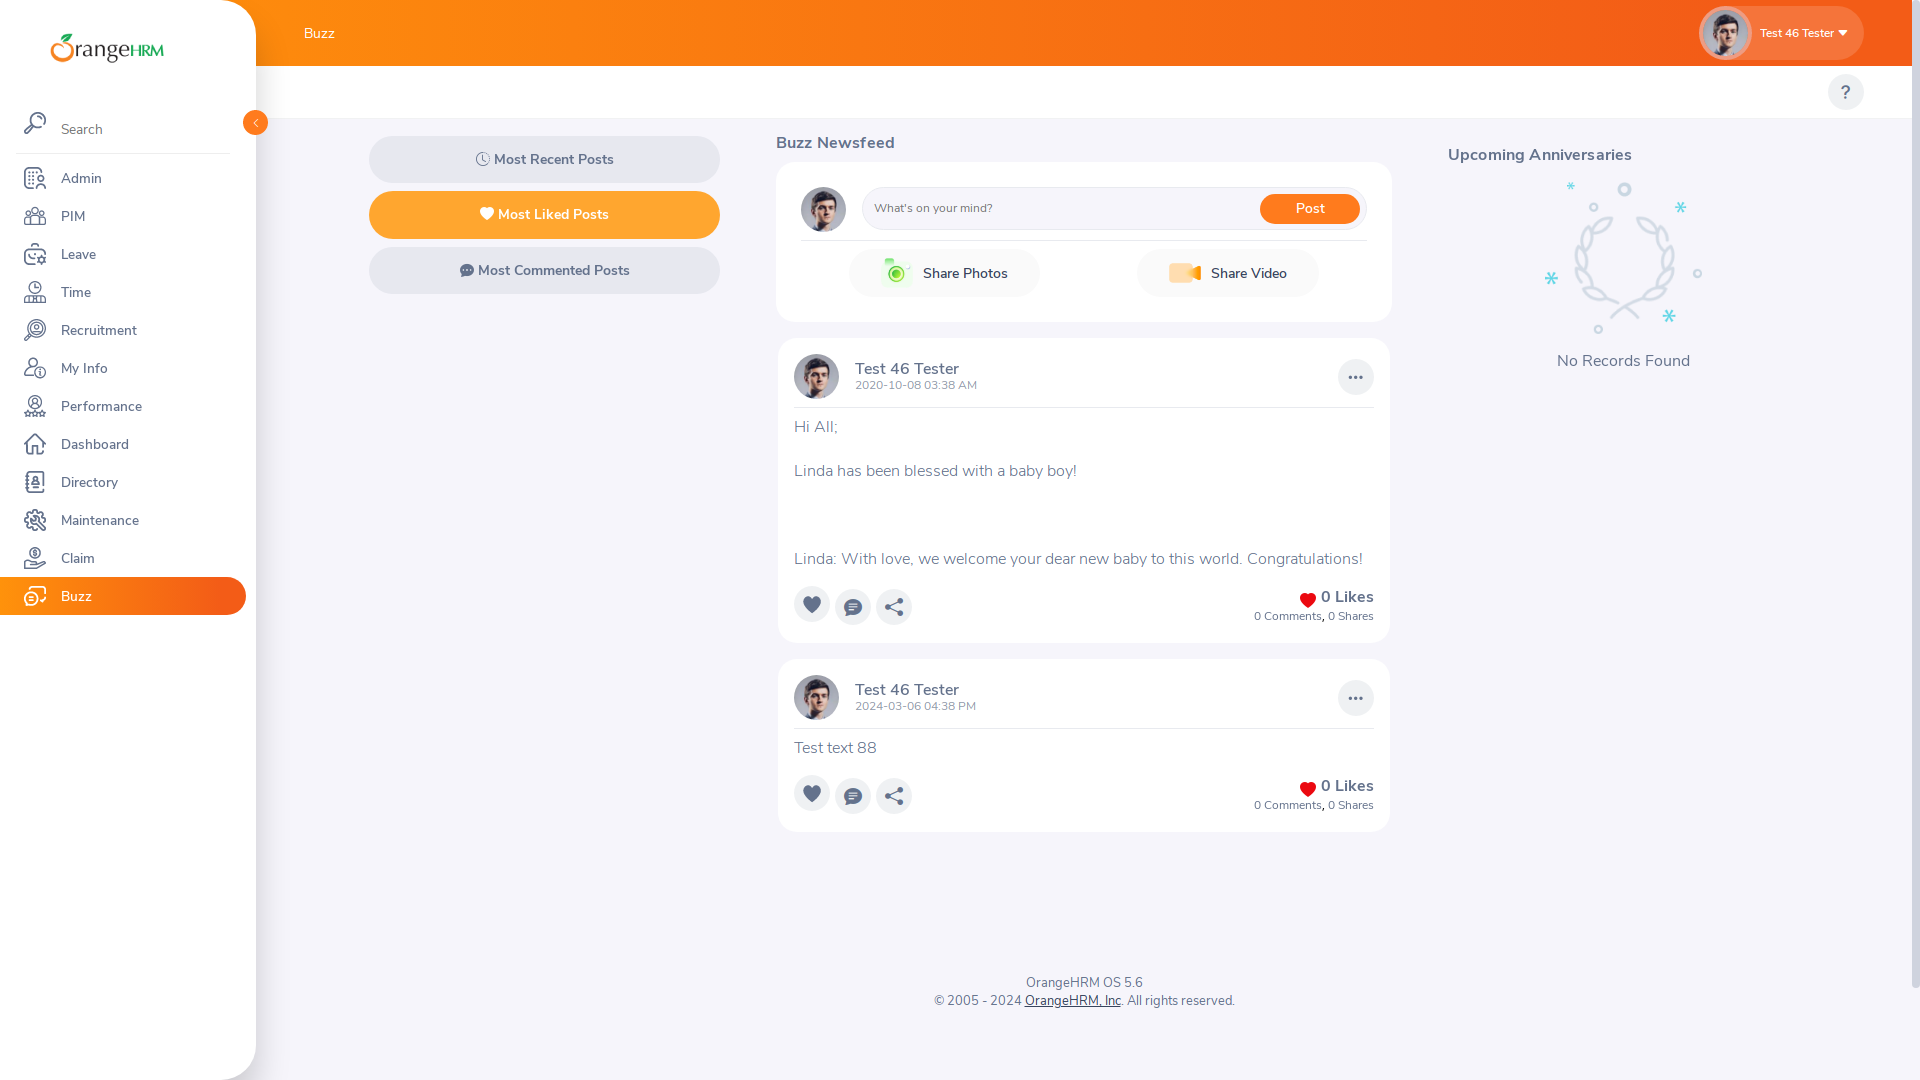 OrangeHRM
Search
Admin
PIM
Leave
Time
Recruitment
My Info
Performance
Dashboard
Directory
Maintenance
Claim
Buzz
Buzz
Test 46 Tester
?
Most Recent Posts
Most Liked Posts
Most Commented Posts
Buzz Newsfeed
What's on your mind?
Post
Share Photos
Share Video
Test 46 Tester
2020-10-08 03:38 AM
Hi All;
Linda has been blessed with a baby boy!
Linda: With love, we welcome your dear new baby to this world. Congratulations!
0 Likes
0 Comments, 0 Shares
Test 46 Tester
2024-03-06 04:38 PM
Test text 88
0 Likes
0 Comments, 0 Shares
Upcoming Anniversaries
No Records Found
OrangeHRM OS 5.6
© 2005 - 2024 OrangeHRM, Inc. All rights reserved.